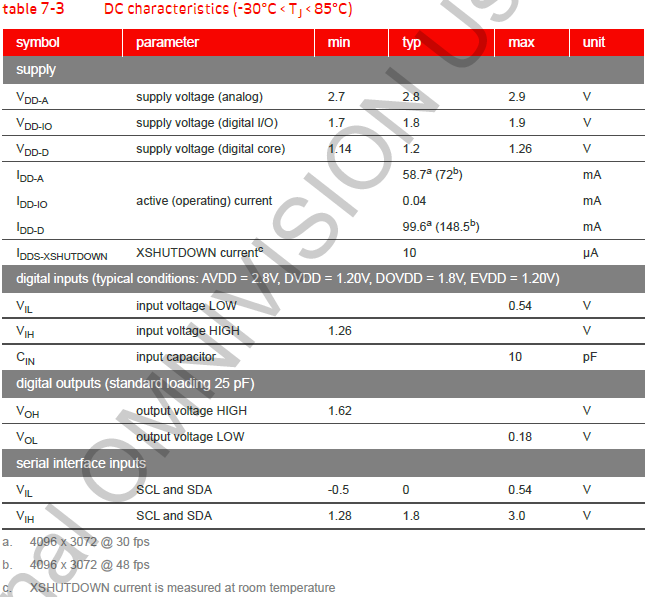 table 7-3 DC characteristics (-30°C < TJ < 85°C)
symbol parameter min typ max unit
supply
VDD-A supply voltage (analog) 2.7 2.8 2.9 V
VDD-IO supply voltage (digital I/O) 1.7 1.8 1.9 V
VDD-D supply voltage (digital core) 1.14 1.2 1.26 V
IDD-A 58.7a (72b) mA
IDD-IO active (operating) current 0.04 mA
IDD-D 99.6a (148.5b) mA
IDDS-XSHUTDOWN XSHUTDOWN currentc 10 µA
digital inputs (typical conditions: AVDD = 2.8V, DVDD = 1.20V, DOVDD = 1.8V, EVDD = 1.20V)
VIL input voltage LOW 0.54 V
VIH input voltage HIGH 1.26 V
CIN input capacitor 10 pF
digital outputs (standard loading 25 pF)
VOH output voltage HIGH 1.62 V
VOL output voltage LOW 0.18 V
serial interface inputs
VIL SCL and SDA -0.5 0 0.54 V
VIH SCL and SDA 1.28 1.8 3.0 V
a. 4096 x 3072 @ 30 fps
b. 4096 x 3072 @ 48 fps
c. XSHUTDOWN current is measured at room temperature
OMNIVISION